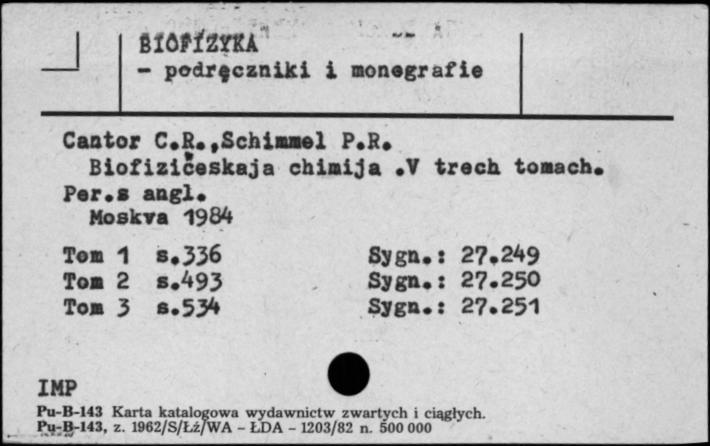 BIOFIZYKA
- podręczniki i monografie
Cantor C.R.,Schimmel P.R.
Biofizičeskaja chimija .V trech tomach.
Per.s angl.
Moskva 1984
Tom 1 s.336 Sygn.: 27.249
Tom 2 s.493 Sygn.: 27.250
Tom 3 s.534 Sygn.: 27.251
IMP
Pu-B-143 Karta katalogowa wydawnictw zwartych i ciągłych.
Pu-B-143, z. 1962/S/Łź/WA - ŁDA - 1203/82 n. 500 000